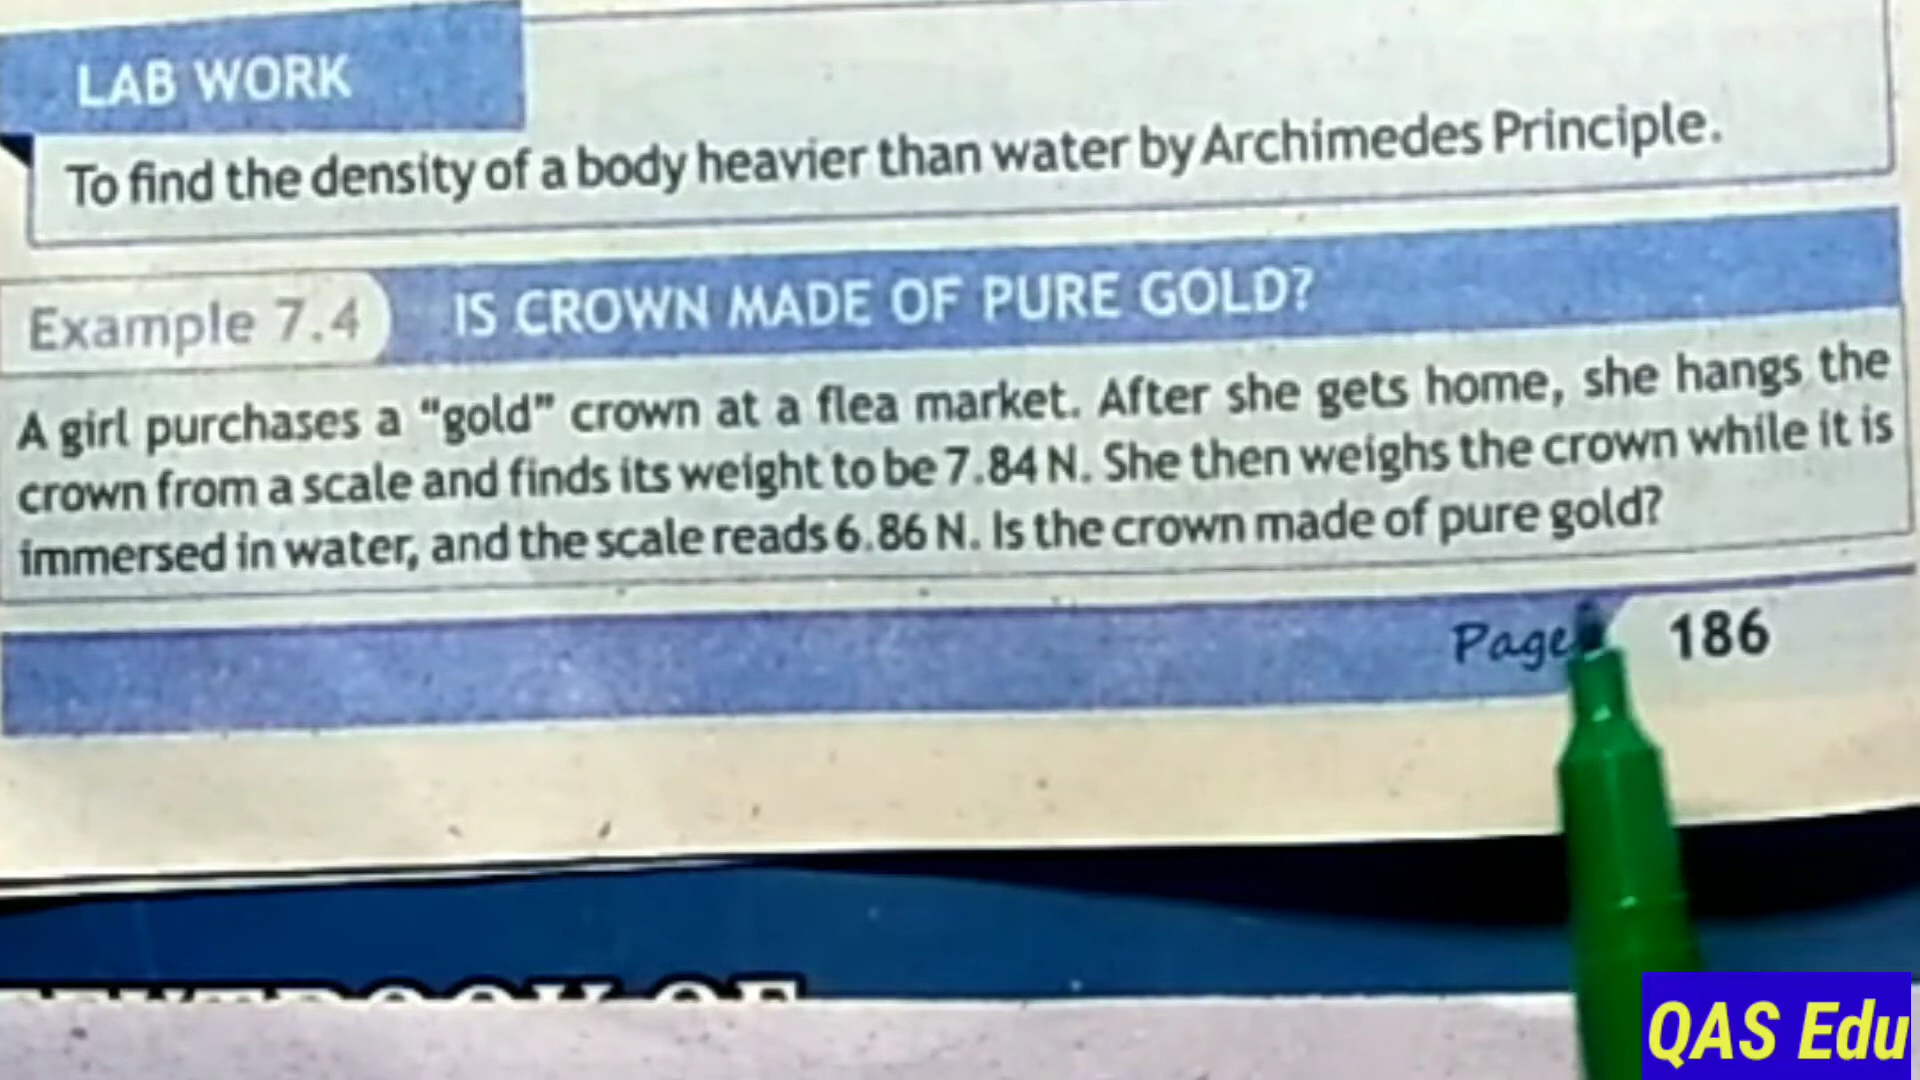 LAB WORK
To find the density of a body heavier than water by Archimedes Principle.
Example 7.4 IS CROWN MADE OF PURE GOLD?
A girl purchases a “gold” crown at a flea market. After she gets home, she hangs the
crown from a scale and finds its weight to be 7.84 N. She then weighs the crown while it is
immersed in water, and the scale reads 6.86 N. Is the crown made of pure gold?
Page 186
QAS Edu